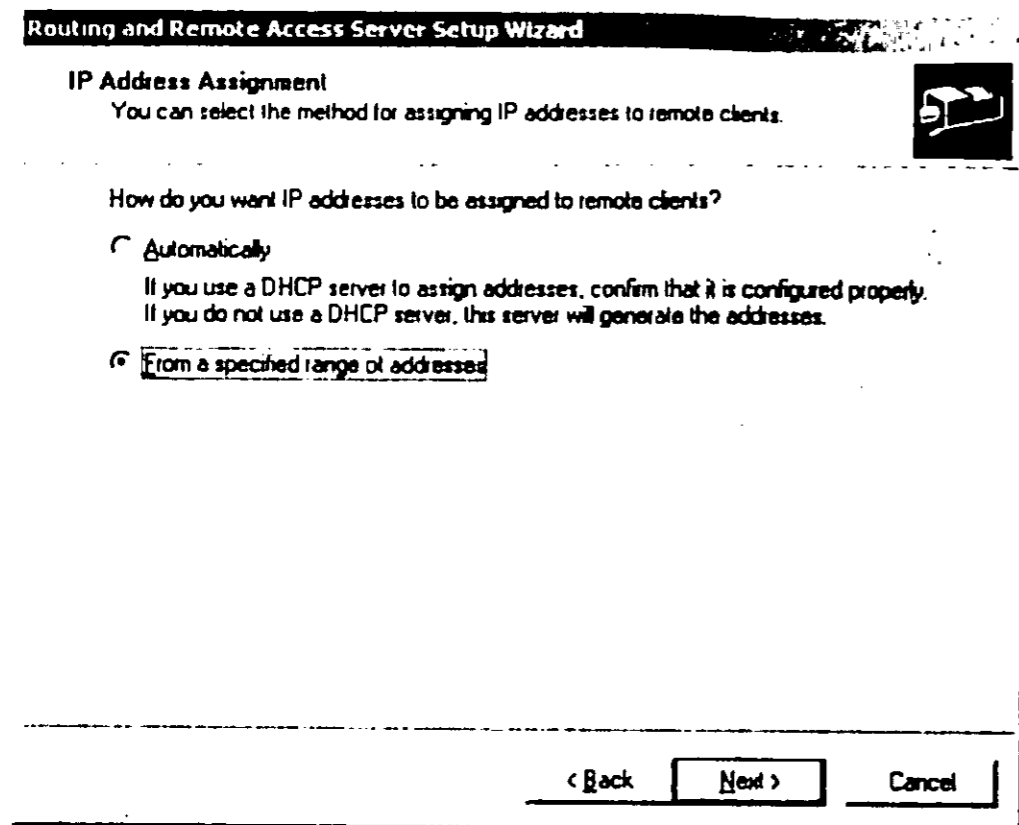 Routing and Remote Access Server Setup Wizard
IP Address Assignment
You can select the method for assigning IP addresses to remote clients.
How do you want IP addresses to be assigned to remote clients?
Automatically
If you use a DHCP server to assign addresses, confirm that it is configured properly.
If you do not use a DHCP server, this server will generate the addresses.
From a specified range of addresses
< Back Next > Cancel